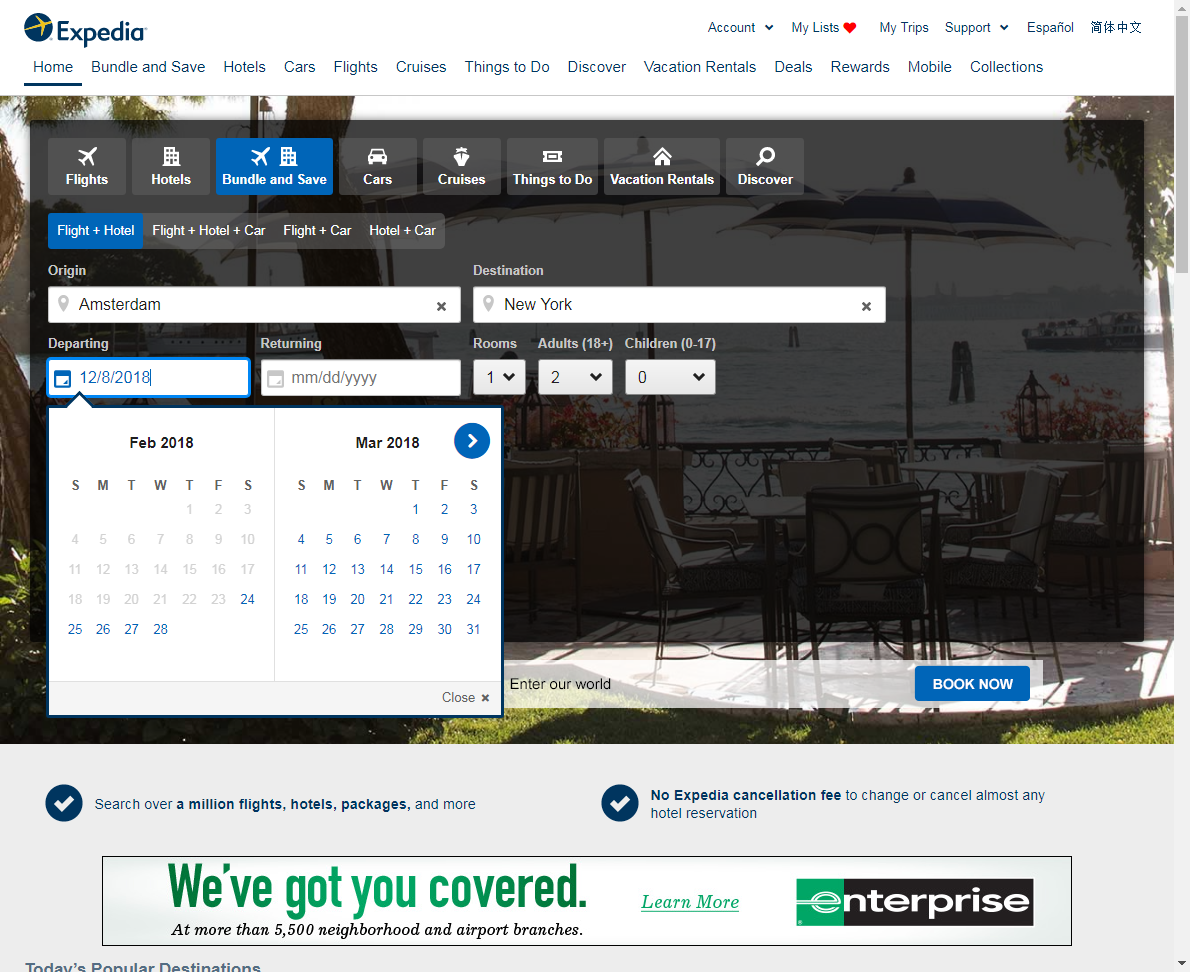 Expedia
Account
My Lists
My Trips
Support
Español
简体中文
Home
Bundle and Save
Hotels
Cars
Flights
Cruises
Things to Do
Discover
Vacation Rentals
Deals
Rewards
Mobile
Collections
Flights
Hotels
Bundle and Save
Cars
Cruises
Things to Do
Vacation Rentals
Discover
Flight + Hotel
Flight + Hotel + Car
Flight + Car
Hotel + Car
Origin
Destination
Amsterdam
New York
Departing
Returning
Rooms
Adults (18+)
Children (0-17)
12/8/2018
mm/dd/yyyy
1
2
0
Feb 2018
S M T W T F S
1 2 3
4 5 6 7 8 9 10
11 12 13 14 15 16 17
18 19 20 21 22 23 24
25 26 27 28
Mar 2018
S M T W T F S
1 2 3
4 5 6 7 8 9 10
11 12 13 14 15 16 17
18 19 20 21 22 23 24
25 26 27 28 29 30 31
Close
Enter our world
BOOK NOW
Search over a million flights, hotels, packages, and more
No Expedia cancellation fee to change or cancel almost any
hotel reservation
We've got you covered.
At more than 5,500 neighborhood and airport branches.
Learn More
enterprise
Today's Popular Destinations